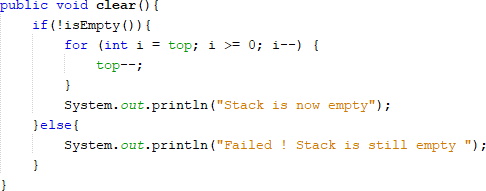 public void clear(){
    if(!isEmpty()){
        for (int i = top; i >= 0; i--) {
            top--;
        }
        System.out.println("Stack is now empty");
    }else{
        System.out.println("Failed ! Stack is still empty ");
    }
}